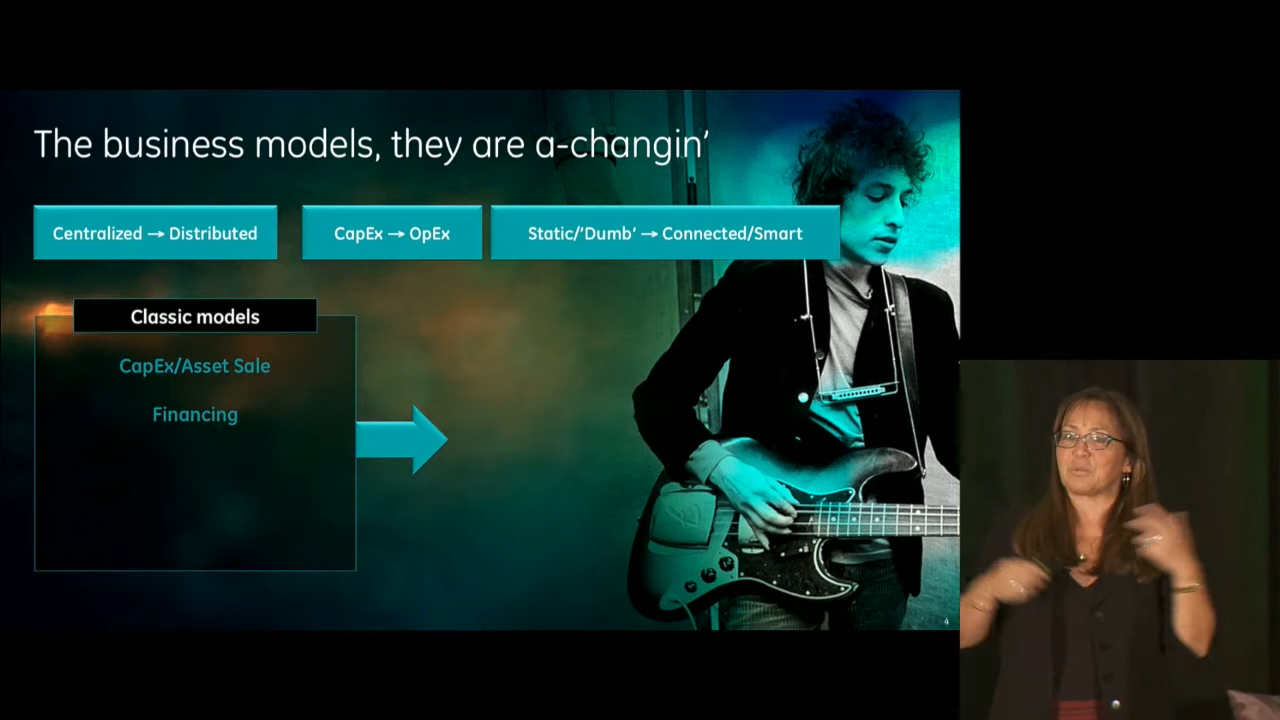 The business models, they are a-changin’
Centralized → Distributed
CapEx → OpEx
Static/’Dumb’ → Connected/Smart
Classic models
CapEx/Asset Sale
Financing
4